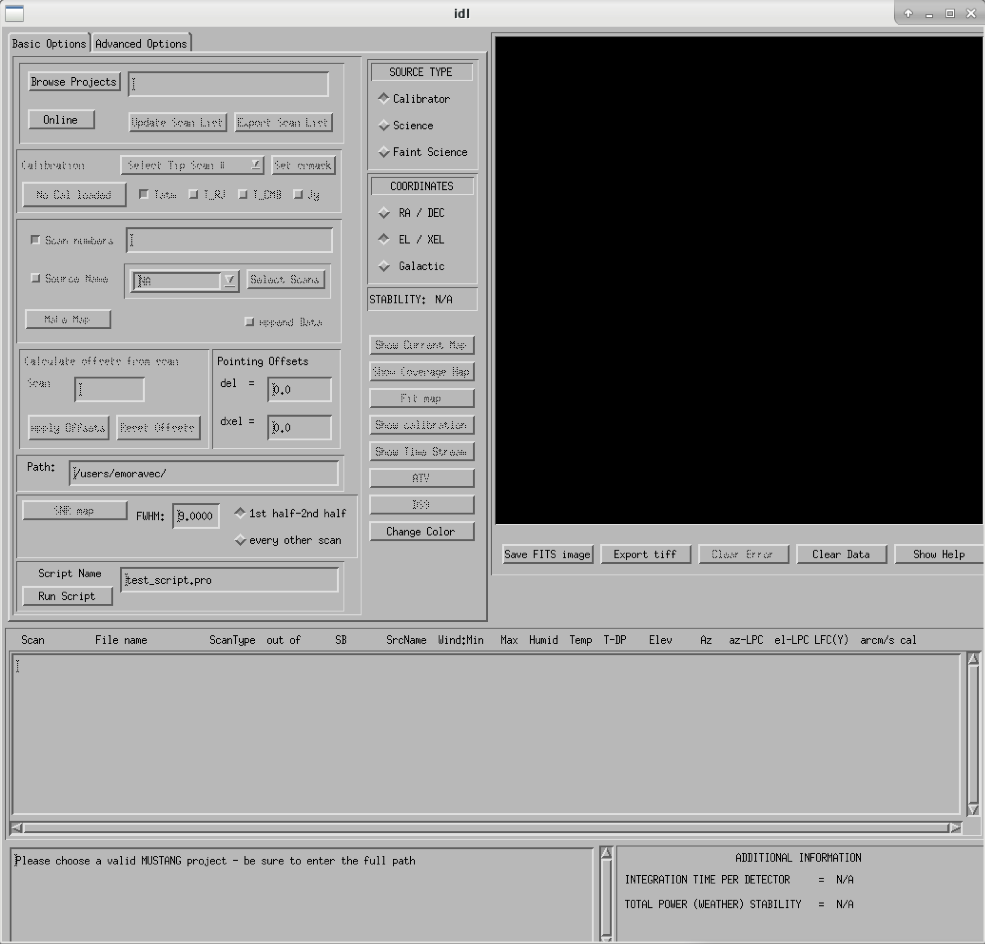 idl
Basic Options Advanced Options
Browse Projects
Online Update Scan List Export Scan List
Calibration Select Tip Scan # Set ormask
No Cal loaded Tatm T_RJ T_CMB Jy
Scan numbers
Source Name NA Select Scans
Make Map Append Data
Calculate offsets from scan
Scan
Apply Offsets Reset Offsets
Pointing Offsets
del = 0.0
dxel = 0.0
Path: /users/emoravec/
SNR map FWHM: 9.0000 1st half-2nd half
every other scan
Script Name test_script.pro
Run Script
SOURCE TYPE
Calibrator
Science
Faint Science
COORDINATES
RA / DEC
EL / XEL
Galactic
STABILITY: N/A
Show Current Map
Show Coverage Map
Fit map
Show calibration
Show Time Stream
ATV
DS9
Change Color
Save FITS image Export tiff Clear Error Clear Data Show Help
Scan File name ScanType out of SB SrcName Wind:Min Max Humid Temp T-DP Elev Az az-LPC el-LPC LFC(Y) arcm/s cal
Please choose a valid MUSTANG project - be sure to enter the full path
ADDITIONAL INFORMATION
INTEGRATION TIME PER DETECTOR = N/A
TOTAL POWER (WEATHER) STABILITY = N/A